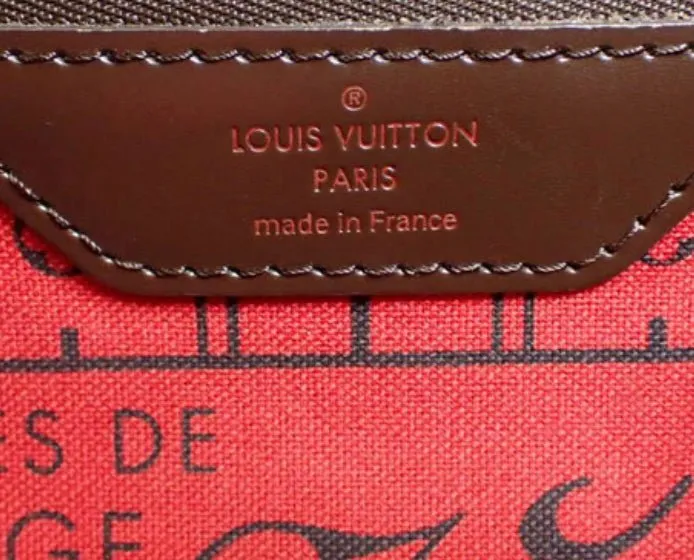 ®
LOUIS VUITTON
PARIS
made in France
ES DE
GE